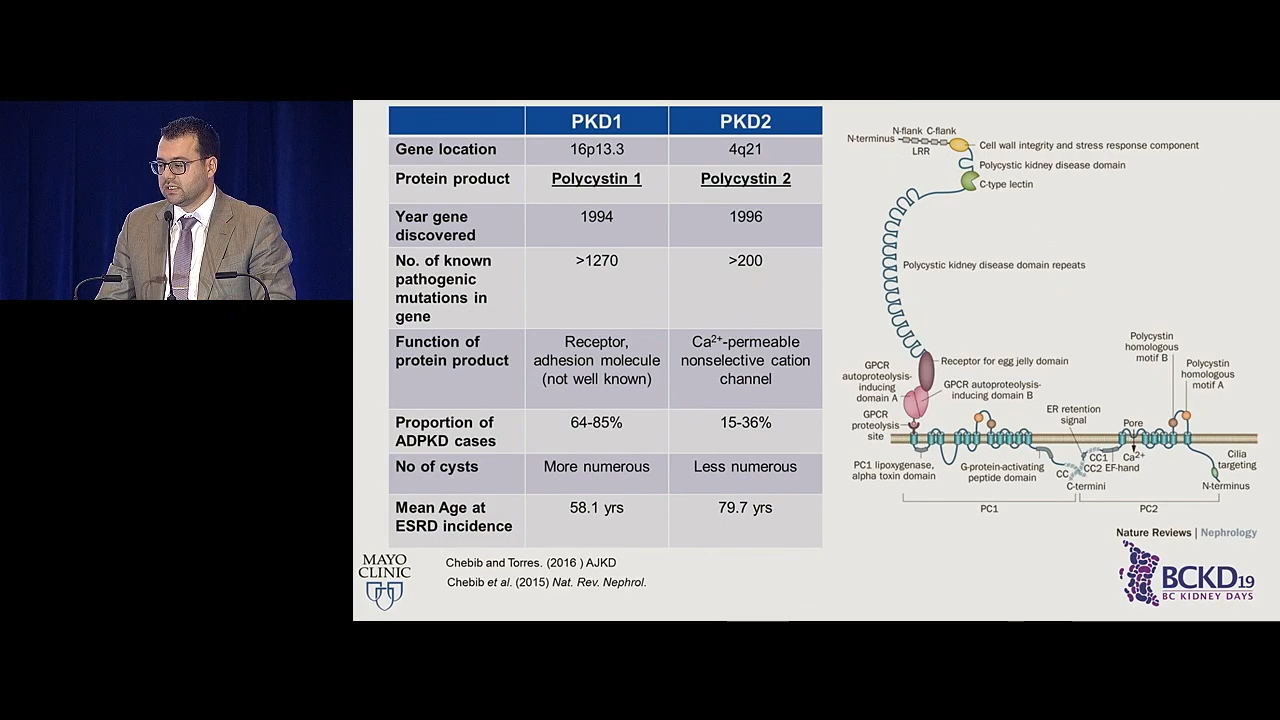 PKD1 PKD2
Gene location 16p13.3 4q21
Protein product Polycystin 1 Polycystin 2
Year gene 1994 1996
discovered
No. of known >1270 >200
pathogenic
mutations in
gene
Function of Receptor, Ca²⁺-permeable
protein product adhesion molecule nonselective cation
(not well known) channel
Proportion of 64-85% 15-36%
ADPKD cases
No of cysts More numerous Less numerous
Mean Age at 58.1 yrs 79.7 yrs
ESRD incidence
MAYO
CLINIC
Chebib and Torres. (2016 ) AJKD
Chebib et al. (2015) Nat. Rev. Nephrol.
N-flank C-flank
N-terminus
LRR
Cell wall integrity and stress response component
Polycystic kidney disease domain
C-type lectin
Polycystic kidney disease domain repeats
Receptor for egg jelly domain
GPCR
autoproteolysis-
inducing
domain A
GPCR autoproteolysis-
inducing domain B
GPCR
proteolysis
site
PC1 lipoxygenase,
alpha toxin domain
G-protein-activating
peptide domain
ER retention
signal
Pore
Polycystin
homologous
motif B
Polycystin
homologous
motif A
CC
CC1
CC2
EF-hand
Ca²⁺
C-termini
Cilia
targeting
N-terminus
PC1
PC2
Nature Reviews | Nephrology
BCKD19
BC KIDNEY DAYS